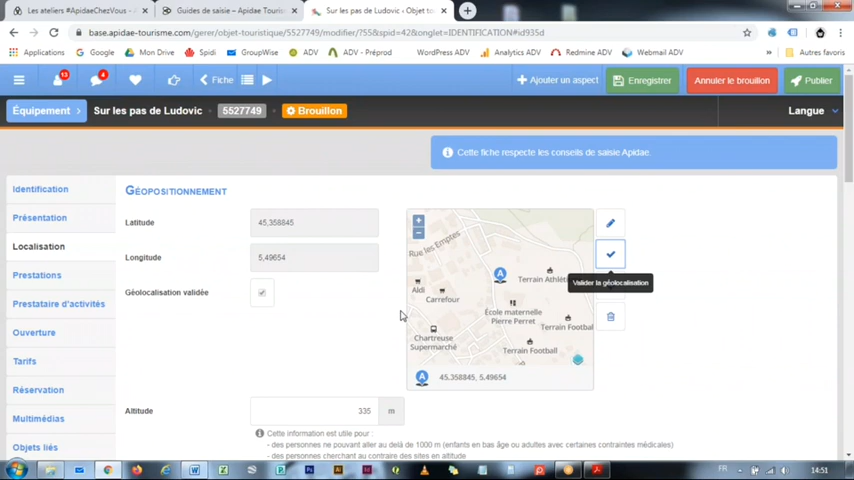 Les ateliers #ApidaeChezVous – A
Guides de saisie – Apidae Touris
Sur les pas de Ludovic ‹ Objet to
base.apidae-tourisme.com/gerer/objet-touristique/5527749/modifier/?55&spid=42&onglet=IDENTIFICATION#id935d
Applications Google Mon Drive Spidi GroupWise ADV ADV - Préprod WordPress ADV Analytics ADV Redmine ADV Webmail ADV Autres favoris
13 4 Fiche Ajouter un aspect Enregistrer Annuler le brouillon Publier
Équipement Sur les pas de Ludovic 5527749 Brouillon Langue
Cette fiche respecte les conseils de saisie Apidae.
Identification
Présentation
Localisation
Prestations
Prestataire d'activités
Ouverture
Tarifs
Réservation
Multimédias
Objets liés
GÉOPOSITIONNEMENT
Latitude 45,358845
Longitude 5,49654
Géolocalisation validée
+
−
Rue les Emptes
A
Terrain Athlét
Aldi
Carrefour
École maternelle
Pierre Perret
Terrain Footbal
Chartreuse
Supermarché
Terrain Football
A 45.358845, 5.49654
Valider la géolocalisation
Altitude 335 m
Cette information est utile pour :
- des personnes ne pouvant aller au delà de 1000 m (enfants en bas âge ou adultes avec certaines contraintes médicales)
- des personnes cherchant au contraire des sites en altitude
FR 14:51